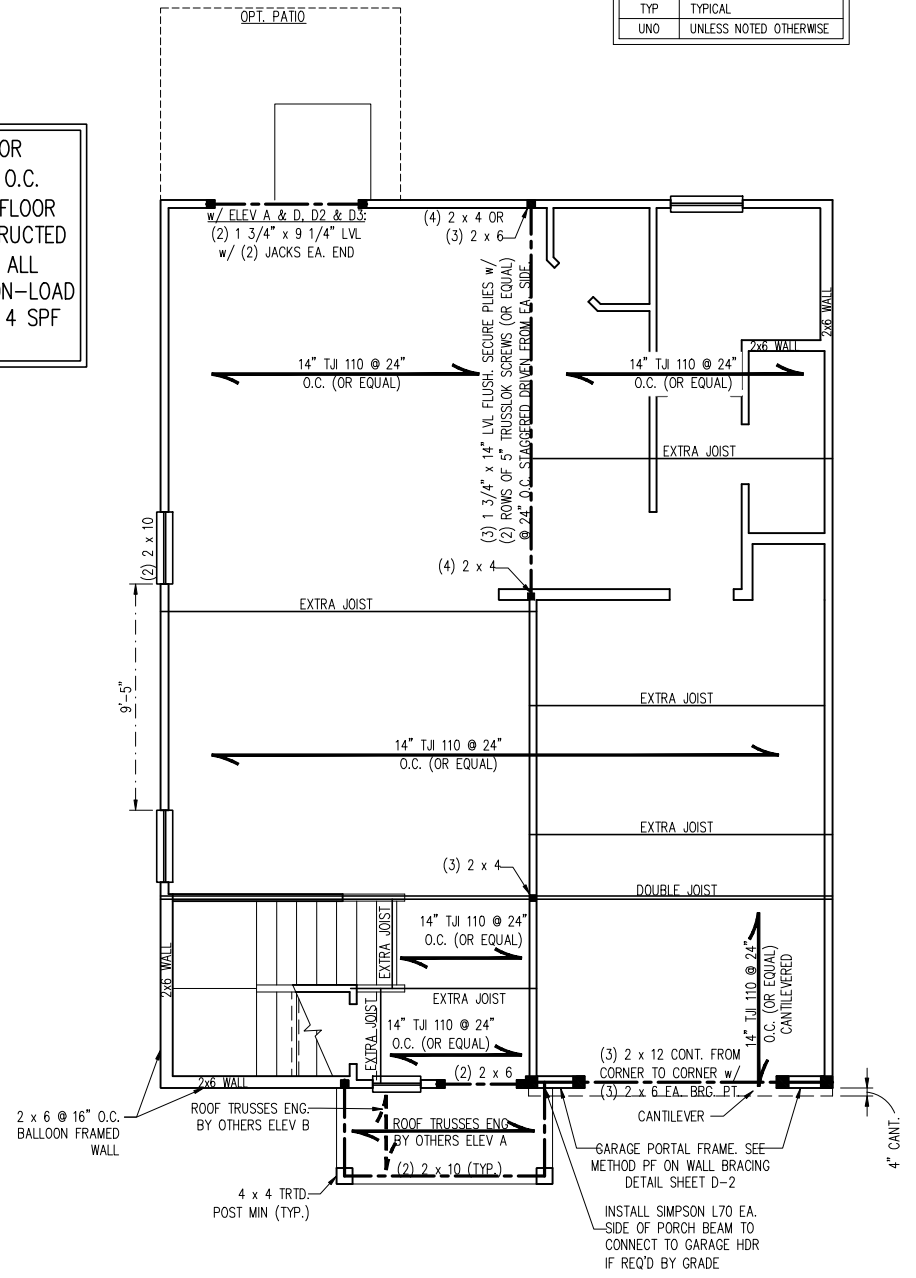 OPT. PATIO
TYP TYPICAL
UNO UNLESS NOTED OTHERWISE
OR
O.C.
FLOOR
RUCTED
ALL
ON-LOAD
4 SPF
w/ ELEV A & D, D2 & D3:
(2) 1 3/4" x 9 1/4" LVL
w/ (2) JACKS EA. END
(4) 2 x 4 OR
(3) 2 x 6
(3) 1 3/4" x 14" LVL FLUSH. SECURE PLIES w/
(2) ROWS OF 5" TRUSSLOK SCREWS (OR EQUAL)
@ 24" O.C. STAGGERED DRIVEN FROM EA. SIDE.
2x6 WALL
2x6 WALL
14" TJI 110 @ 24"
O.C. (OR EQUAL)
14" TJI 110 @ 24"
O.C. (OR EQUAL)
EXTRA JOIST
(2) 2 x 10
(4) 2 x 4
EXTRA JOIST
9'-5"
EXTRA JOIST
14" TJI 110 @ 24"
O.C. (OR EQUAL)
EXTRA JOIST
(3) 2 x 4
DOUBLE JOIST
2x6 WALL
EXTRA JOIST
14" TJI 110 @ 24"
O.C. (OR EQUAL)
14" TJI 110 @ 24"
O.C. (OR EQUAL)
CANTILEVERED
EXTRA JOIST
EXTRA JOIST
14" TJI 110 @ 24"
O.C. (OR EQUAL)
(2) 2 x 6
(3) 2 x 12 CONT. FROM
CORNER TO CORNER w/
(3) 2 x 6 EA. BRG. PT.
2x6 WALL
CANTILEVER
2 x 6 @ 16" O.C.
BALLOON FRAMED
WALL
ROOF TRUSSES ENG.
BY OTHERS ELEV B
ROOF TRUSSES ENG.
BY OTHERS ELEV A
(2) 2 x 10 (TYP.)
4" CANT.
GARAGE PORTAL FRAME. SEE
METHOD PF ON WALL BRACING
DETAIL SHEET D-2
4 x 4 TRTD.
POST MIN (TYP.)
INSTALL SIMPSON L70 EA.
SIDE OF PORCH BEAM TO
CONNECT TO GARAGE HDR
IF REQ'D BY GRADE